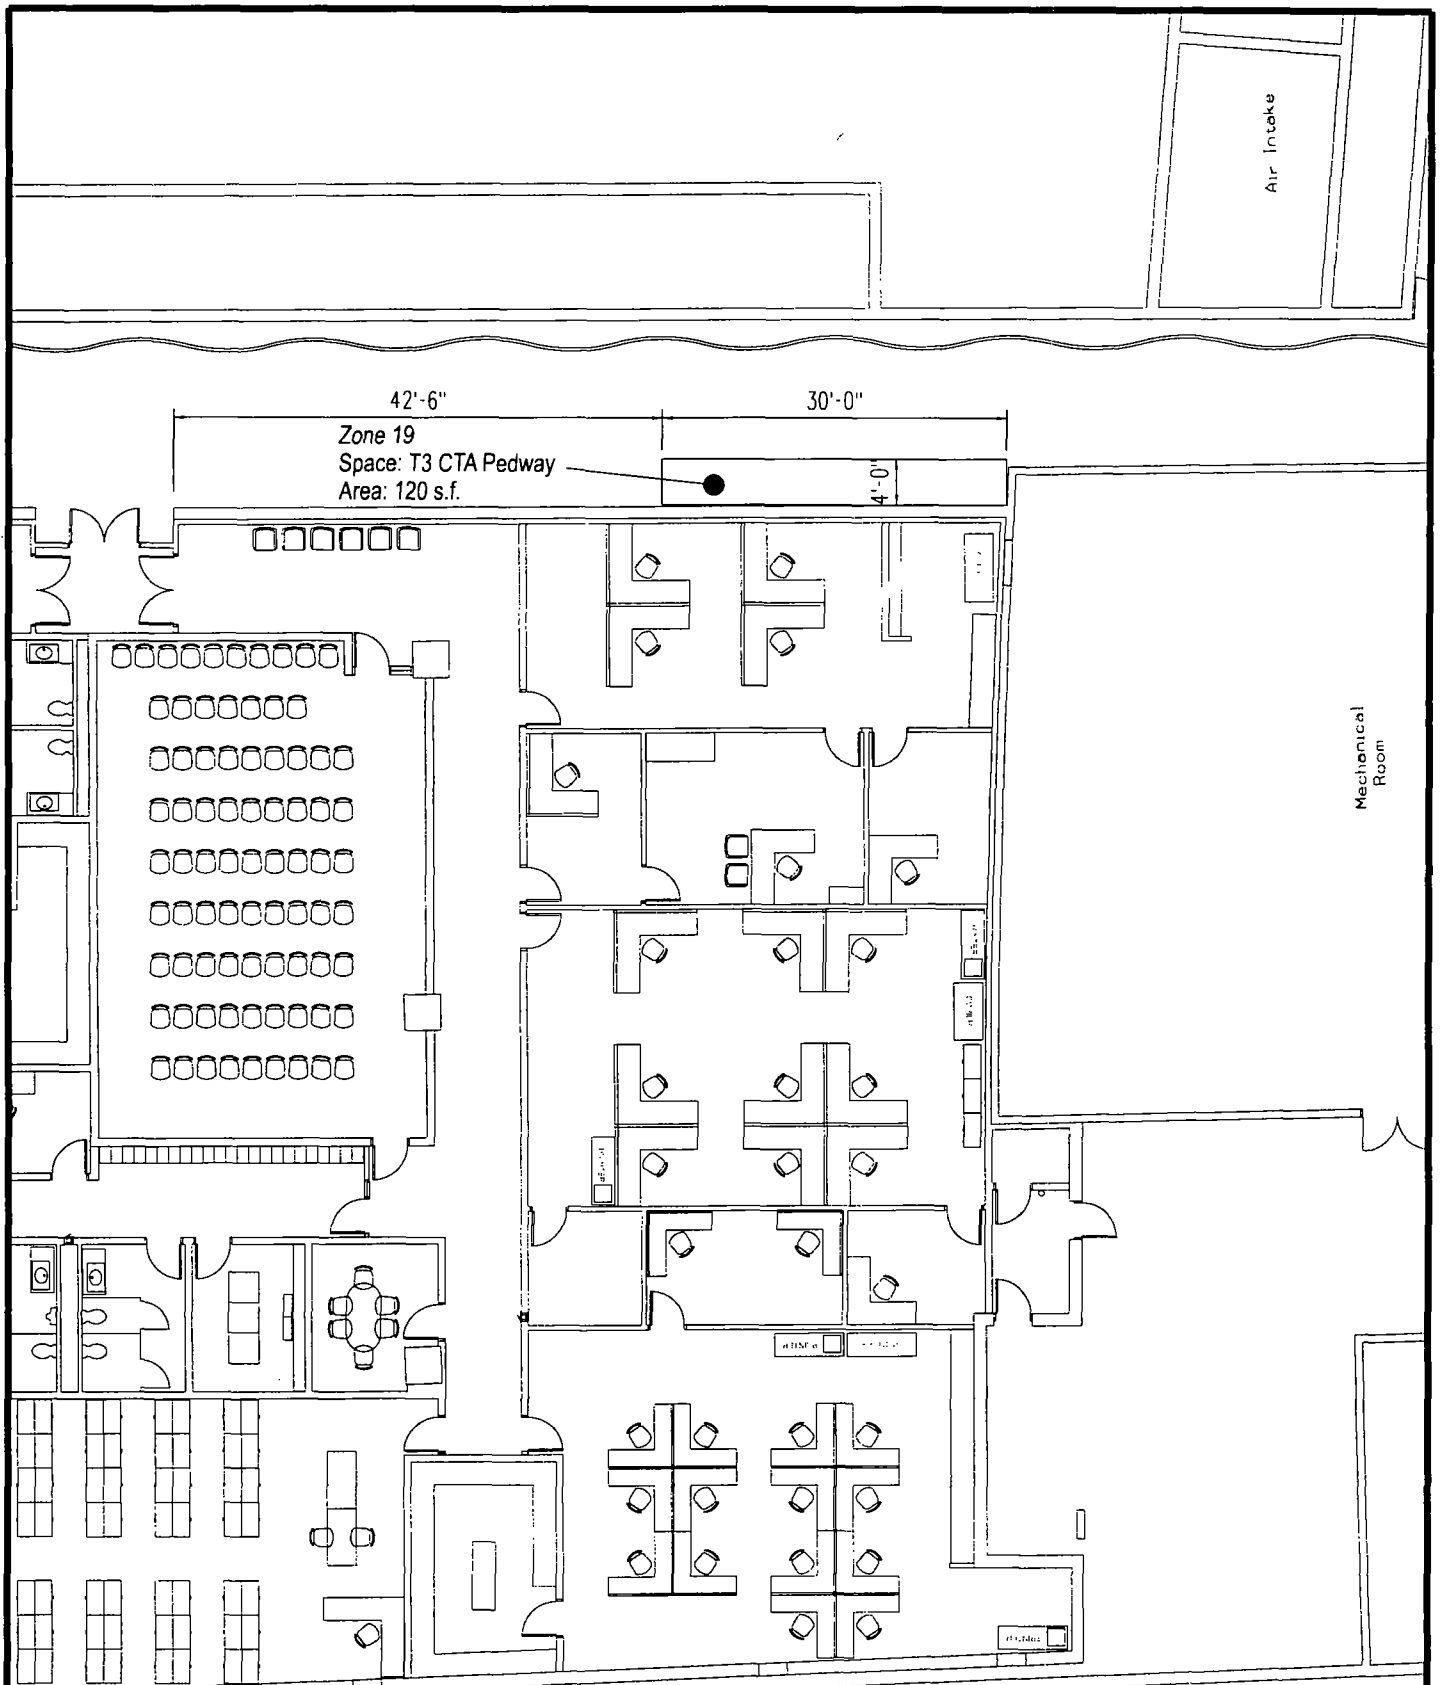 Air Intake
42'-6"
30'-0"
Zone 19
Space: T3 CTA Pedway
Area: 120 s.f.
4'-0"
Mechanical
Room